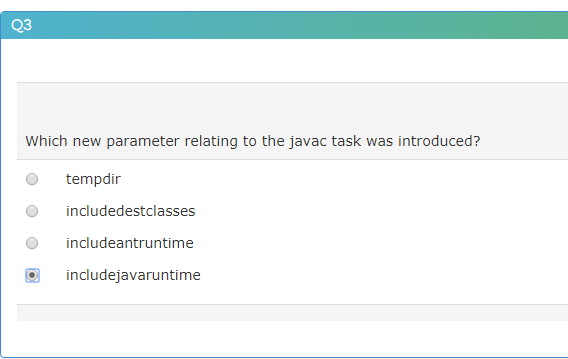 Q3
Which new parameter relating to the javac task was introduced?
tempdir
includedestclasses
includeantruntime
includejavaruntime